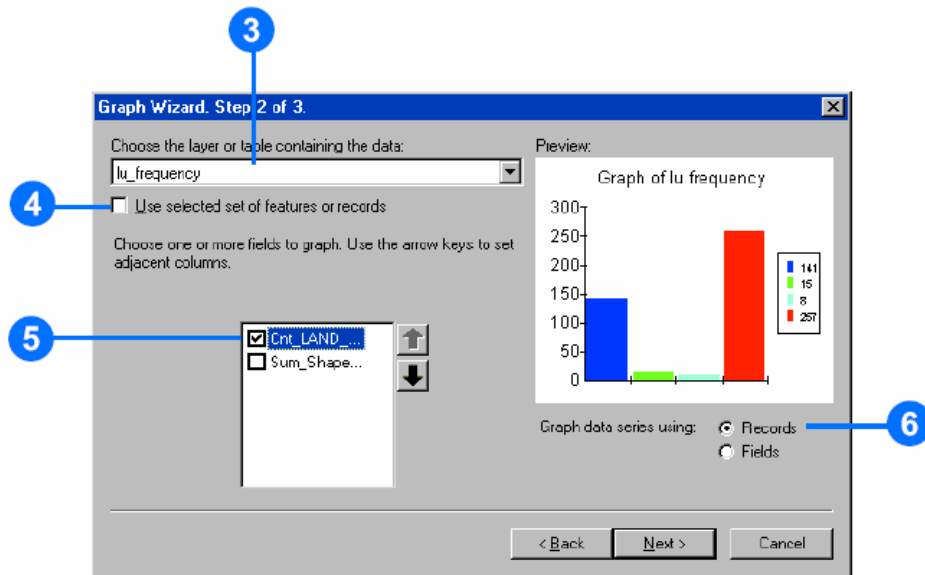 3
Graph Wizard. Step 2 of 3.
Choose the layer or table containing the data:
lu_frequency
4
Use selected set of features or records
Choose one or more fields to graph. Use the arrow keys to set
adjacent columns.
5
Cnt_LAND_...
Sum_Shape...
Preview:
Graph of lu frequency
300
250
200
150
100
50
0
141
15
8
257
Graph data series using:
Records
Fields
6
< Back
Next >
Cancel